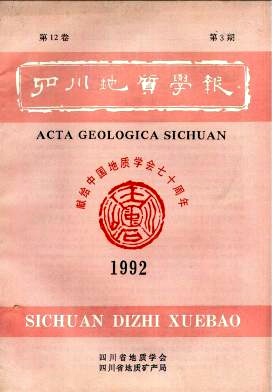 第12卷 第3期
四川地质學报
ACTA GEOLOGICA SICHUAN
献给中国地质学会七十周年
1992
SICHUAN DIZHI XUEBAO
四川省地质学会
四川省地质矿产局